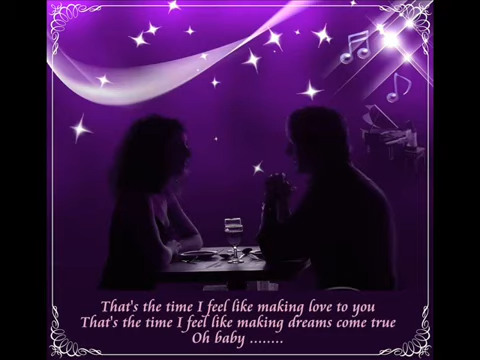 That's the time I feel like making love to you
That's the time I feel like making dreams come true
Oh baby ........